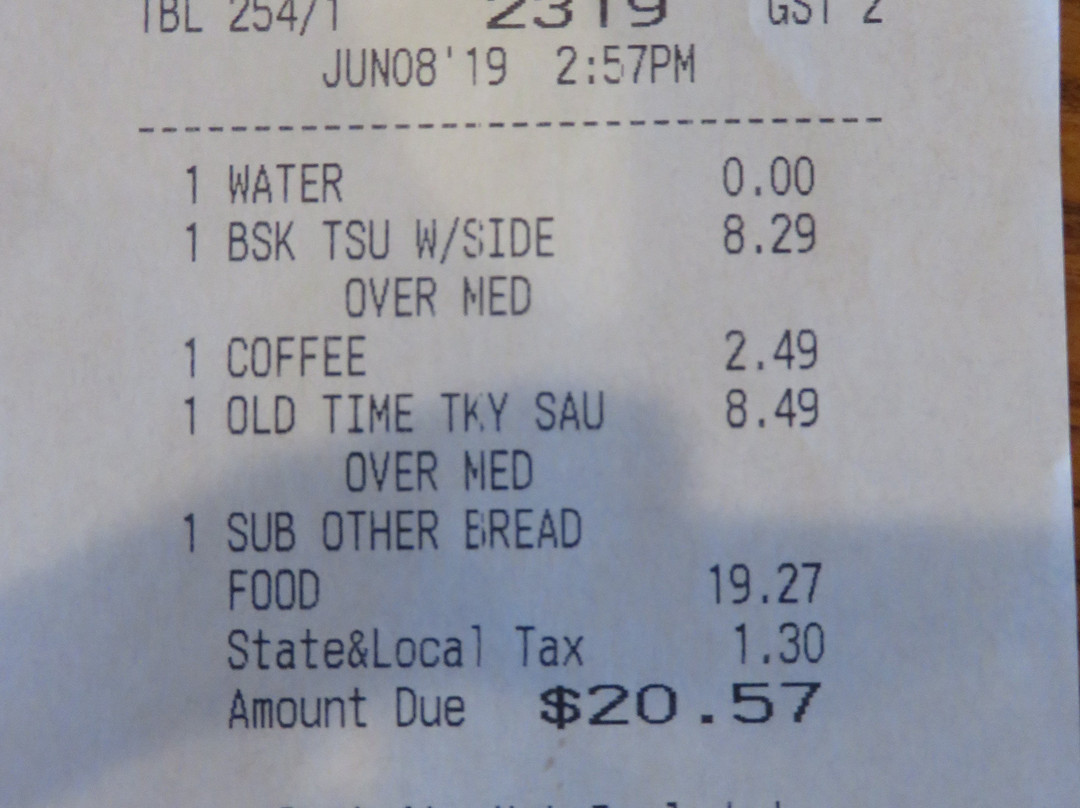 TBL 254/1 2319 GST 2
JUN08'19 2:57PM
--------------------------------
1 WATER 0.00
1 BSK TSU W/SIDE 8.29
OVER MED
1 COFFEE 2.49
1 OLD TIME TKY SAU 8.49
OVER MED
1 SUB OTHER BREAD
FOOD 19.27
State&Local Tax 1.30
Amount Due $20.57